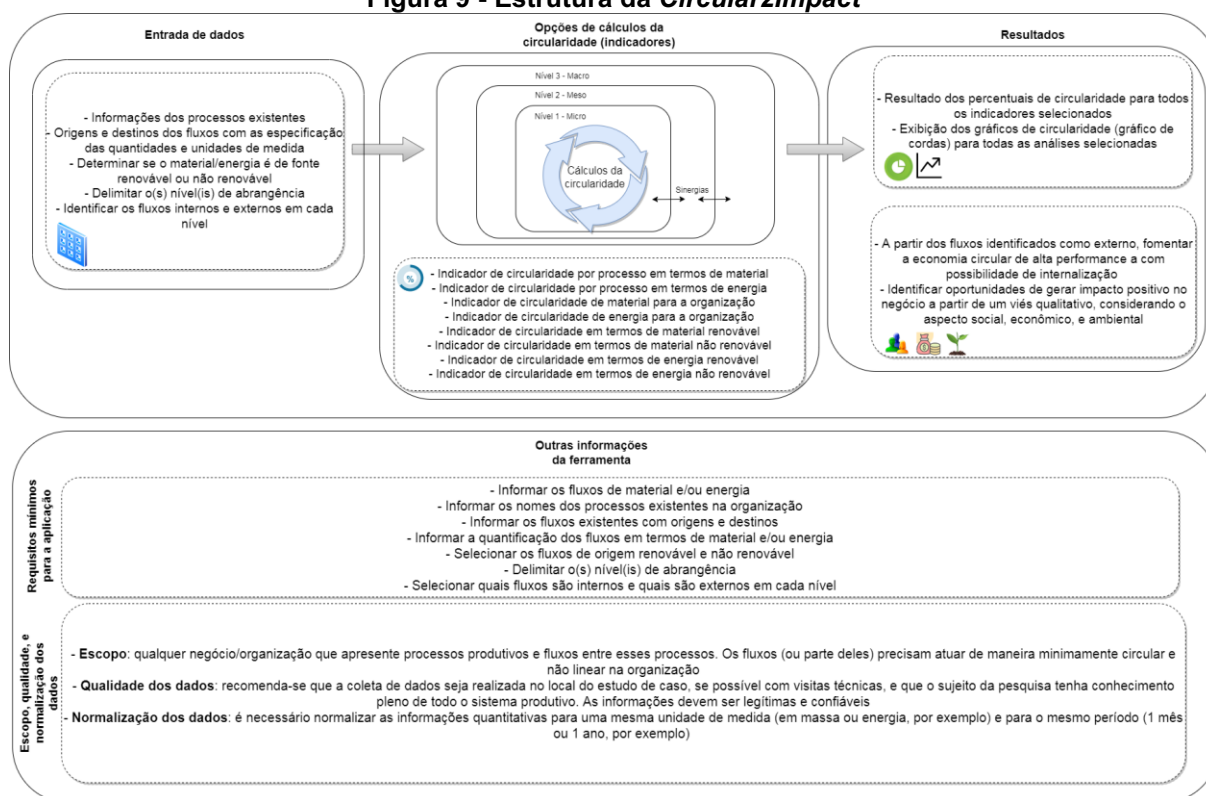 Figura 9 - Estrutura da Circular2Impact
Entrada de dados
- Informações dos processos existentes
- Origens e destinos dos fluxos com as especificação
das quantidades e unidades de medida
- Determinar se o material/energia é de fonte
renovável ou não renovável
- Delimitar o(s) nível(is) de abrangência
- Identificar os fluxos internos e externos em cada
nível
Opções de cálculos da
circularidade (indicadores)
Nível 3 - Macro
Nível 2 - Meso
Nível 1 - Micro
Cálculos da
circularidade
Sinergias
%
- Indicador de circularidade por processo em termos de material
- Indicador de circularidade por processo em termos de energia
- Indicador de circularidade de material para a organização
- Indicador de circularidade de energia para a organização
- Indicador de circularidade em termos de material renovável
- Indicador de circularidade em termos de material não renovável
- Indicador de circularidade em termos de energia renovável
- Indicador de circularidade em termos de energia não renovável
Resultados
- Resultado dos percentuais de circularidade para todos
os indicadores selecionados
- Exibição dos gráficos de circularidade (gráfico de
cordas) para todas as análises selecionadas
- A partir dos fluxos identificados como externo, fomentar
a economia circular de alta performance a com
possibilidade de internalização
- Identificar oportunidades de gerar impacto positivo no
negócio a partir de um viés qualitativo, considerando o
aspecto social, econômico, e ambiental
Outras informações
da ferramenta
Requisitos mínimos
para a aplicação
- Informar os fluxos de material e/ou energia
- Informar os nomes dos processos existentes na organização
- Informar os fluxos existentes com origens e destinos
- Informar a quantificação dos fluxos em termos de material e/ou energia
- Selecionar os fluxos de origem renovável e não renovável
- Delimitar o(s) nível(is) de abrangência
- Selecionar quais fluxos são internos e quais são externos em cada nível
Escopo, qualidade, e
normalização dos
dados
- Escopo: qualquer negócio/organização que apresente processos produtivos e fluxos entre esses processos. Os fluxos (ou parte deles) precisam atuar de maneira minimamente circular e
não linear na organização
- Qualidade dos dados: recomenda-se que a coleta de dados seja realizada no local do estudo de caso, se possível com visitas técnicas, e que o sujeito da pesquisa tenha conhecimento
pleno de todo o sistema produtivo. As informações devem ser legítimas e confiáveis
- Normalização dos dados: é necessário normalizar as informações quantitativas para uma mesma unidade de medida (em massa ou energia, por exemplo) e para o mesmo período (1 mês
ou 1 ano, por exemplo)